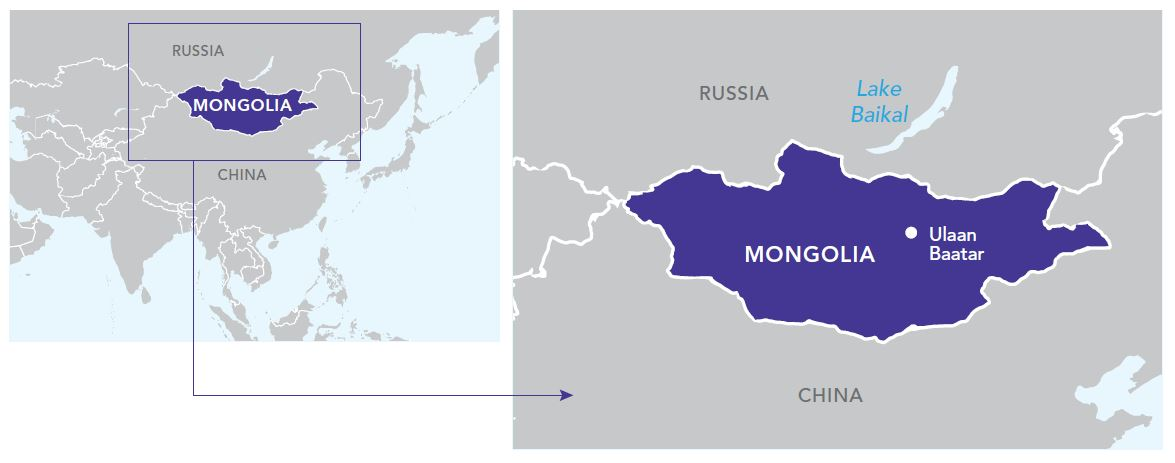 RUSSIA
MONGOLIA
CHINA
RUSSIA
Lake
Baikal
MONGOLIA
Ulaan
Baatar
CHINA